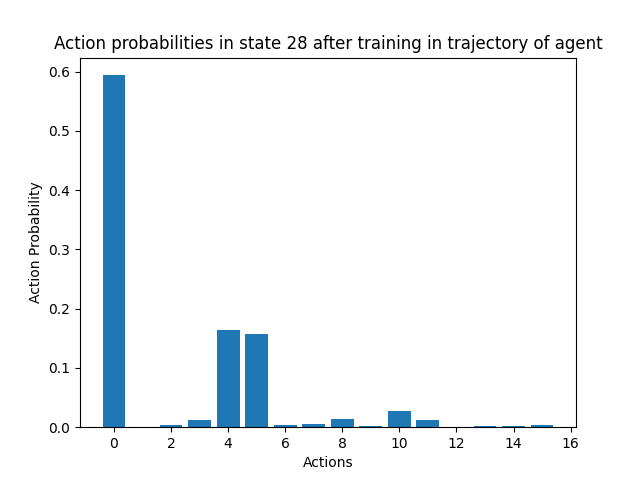 Action probabilities in state 28 after training in trajectory of agent
0.6
0.5
0.4
0.3
0.2
0.1
0.0
Action Probability
0 2 4 6 8 10 12 14 16
Actions